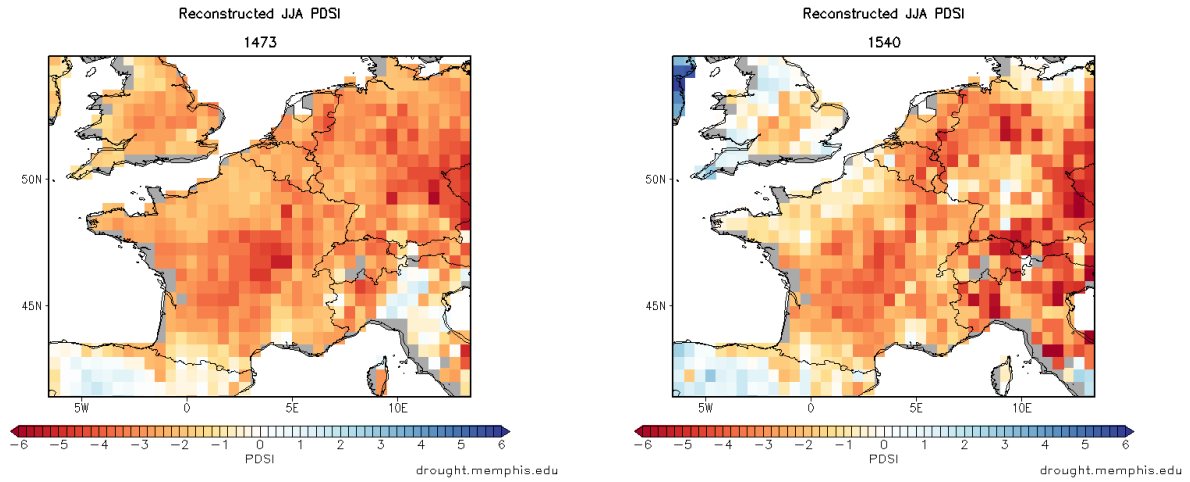 Reconstructed JJA PDSI
1473
50N
45N
5W 0 5E 10E
−6 −5 −4 −3 −2 −1 0 1 2 3 4 5 6
PDSI
drought.memphis.edu
Reconstructed JJA PDSI
1540
50N
45N
5W 0 5E 10E
−6 −5 −4 −3 −2 −1 0 1 2 3 4 5 6
PDSI
drought.memphis.edu